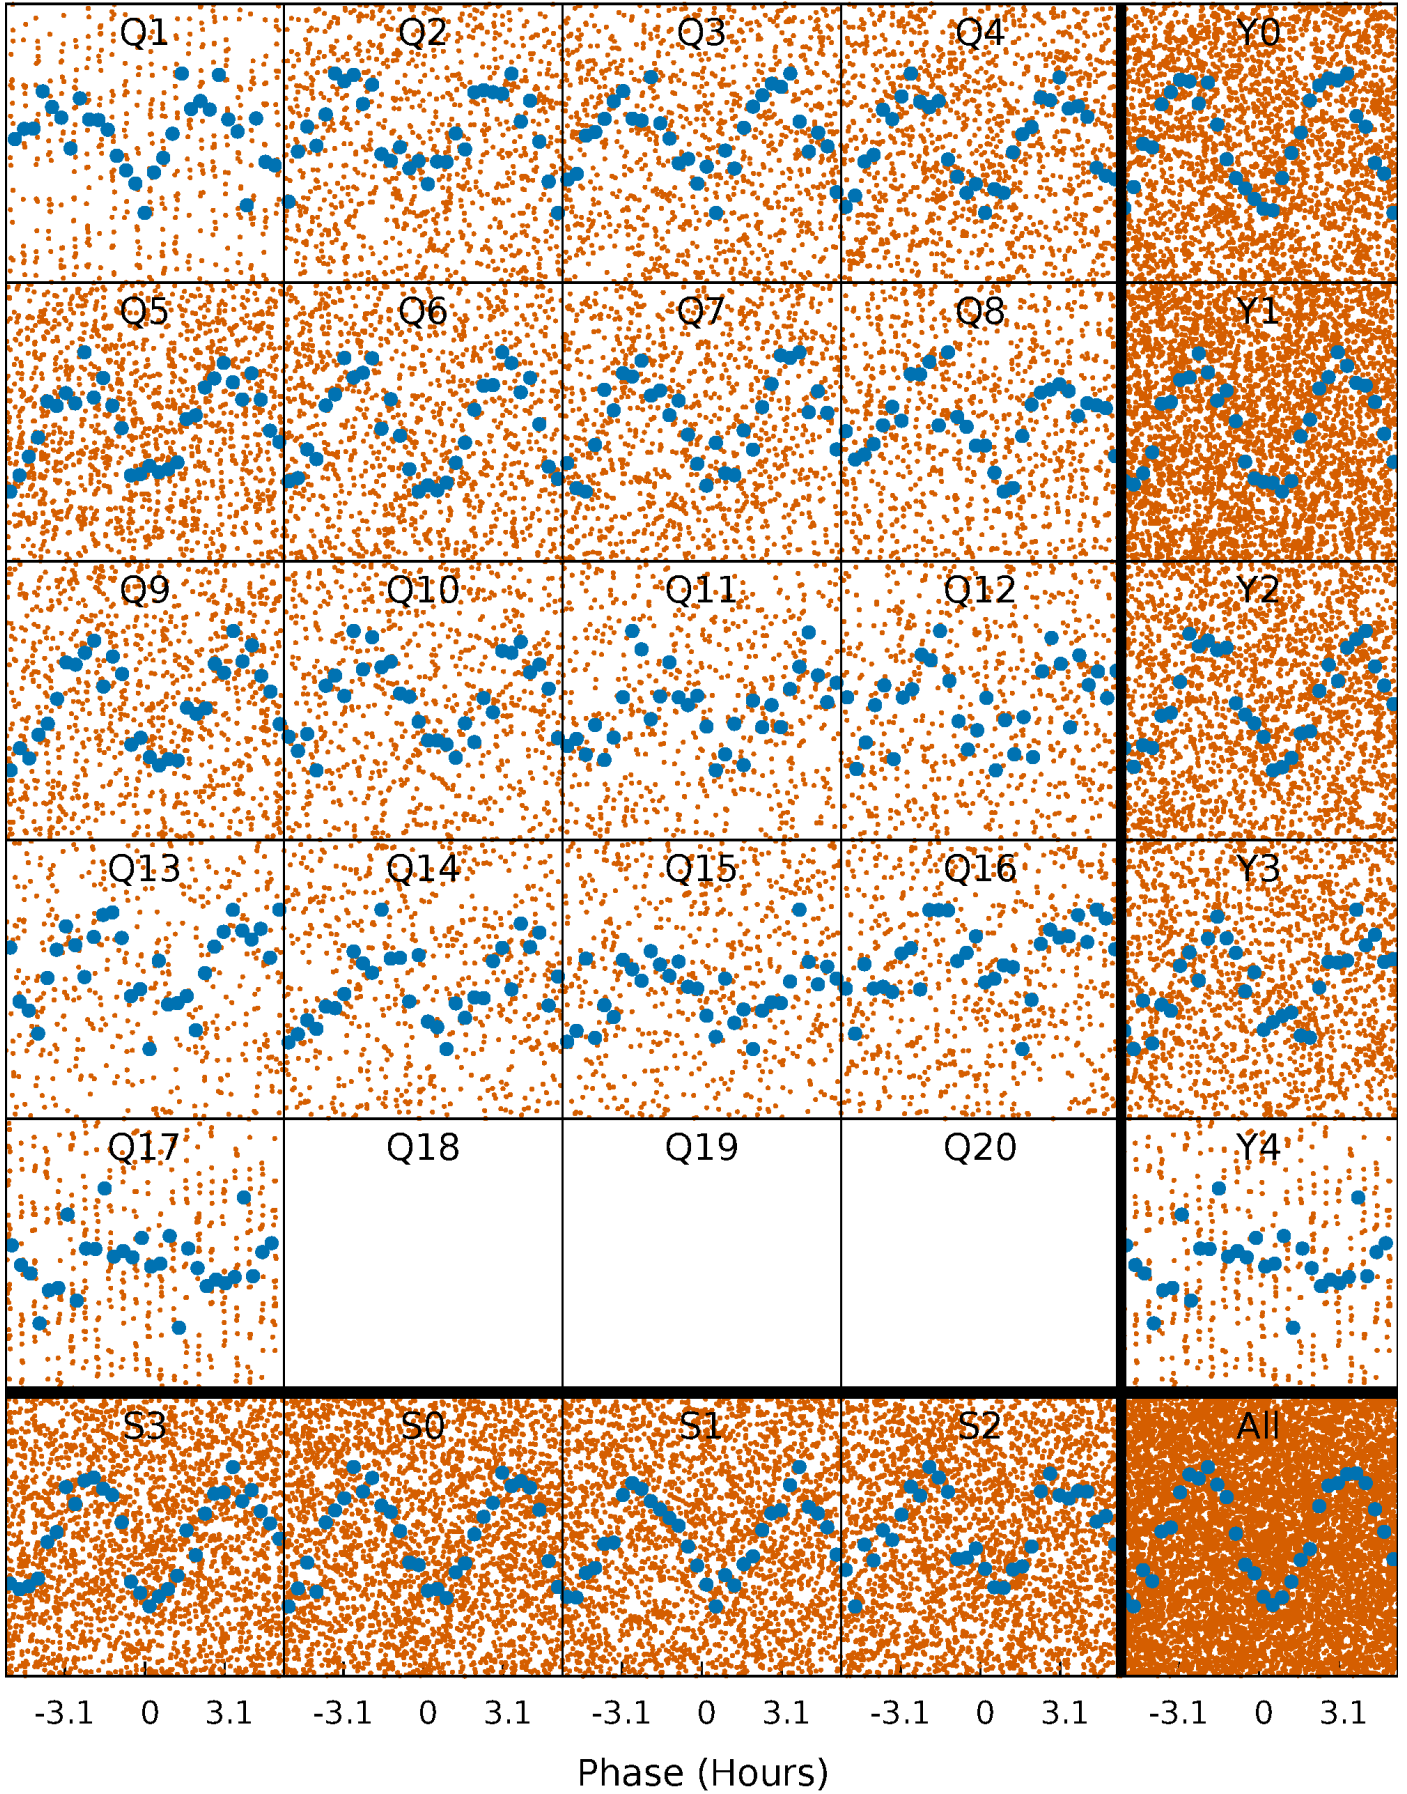 Q1 Q2 Q3 Q4 Y0
Q5 Q6 Q7 Q8 Y1
Q9 Q10 Q11 Q12 Y2
Q13 Q14 Q15 Q16 Y3
Q17 Q18 Q19 Q20 Y4
S3 S0 S1 S2 All
-3.1 0 3.1 -3.1 0 3.1 -3.1 0 3.1 -3.1 0 3.1 -3.1 0 3.1
Phase (Hours)